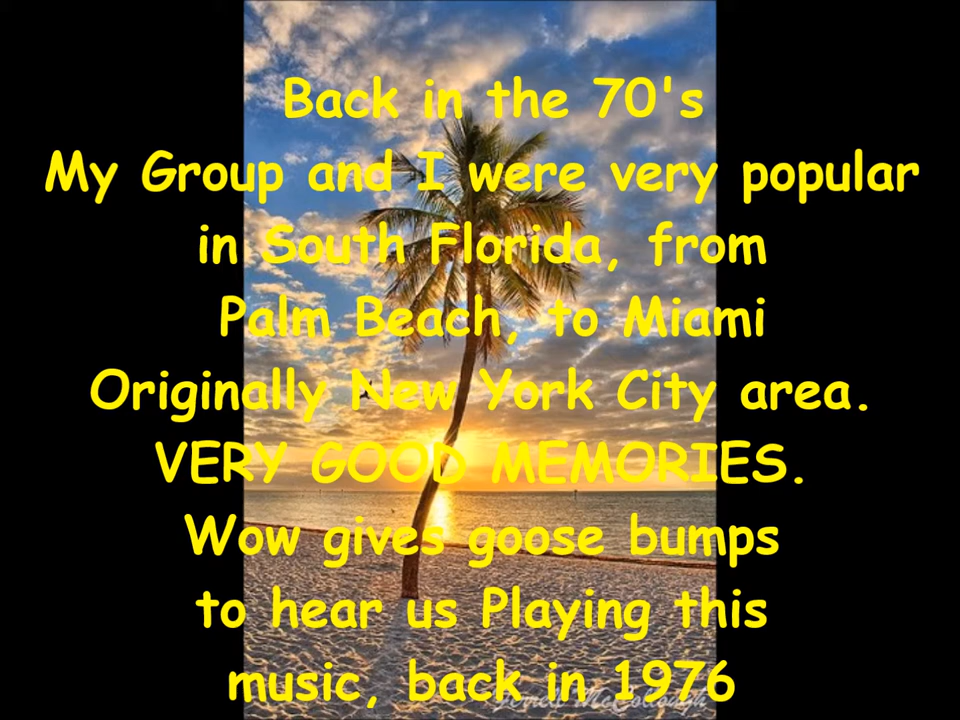 Back in the 70's
My Group and I were very popular
in South Florida, from
Palm Beach, to Miami
Originally New York City area.
VERY GOOD MEMORIES.
Wow gives goose bumps
to hear us Playing this
music, back in 1976
McCollough